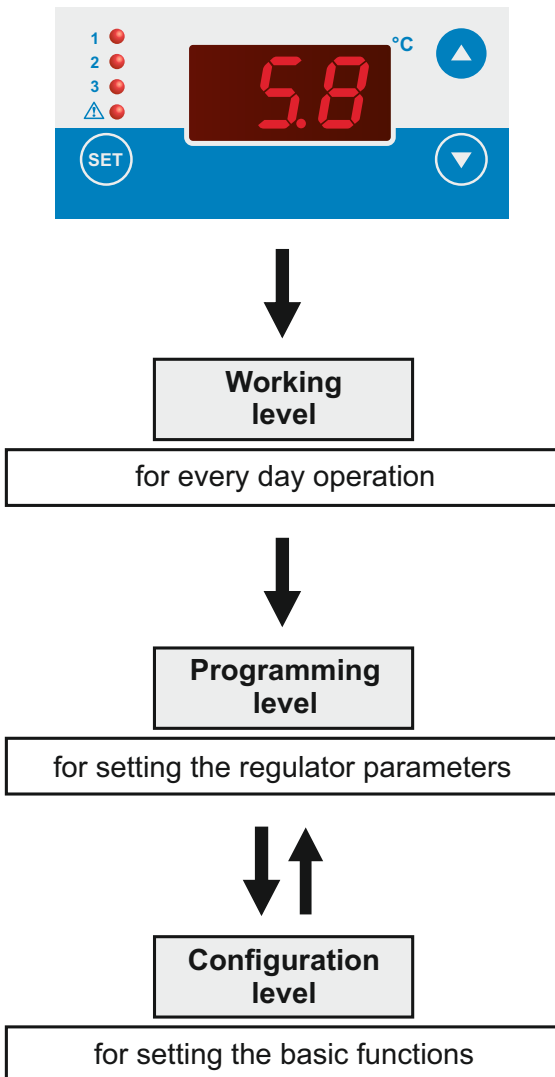 1
°C
2
5.8
3
SET
Working
level
for every day operation
Programming
level
for setting the regulator parameters
Configuration
level
for setting the basic functions